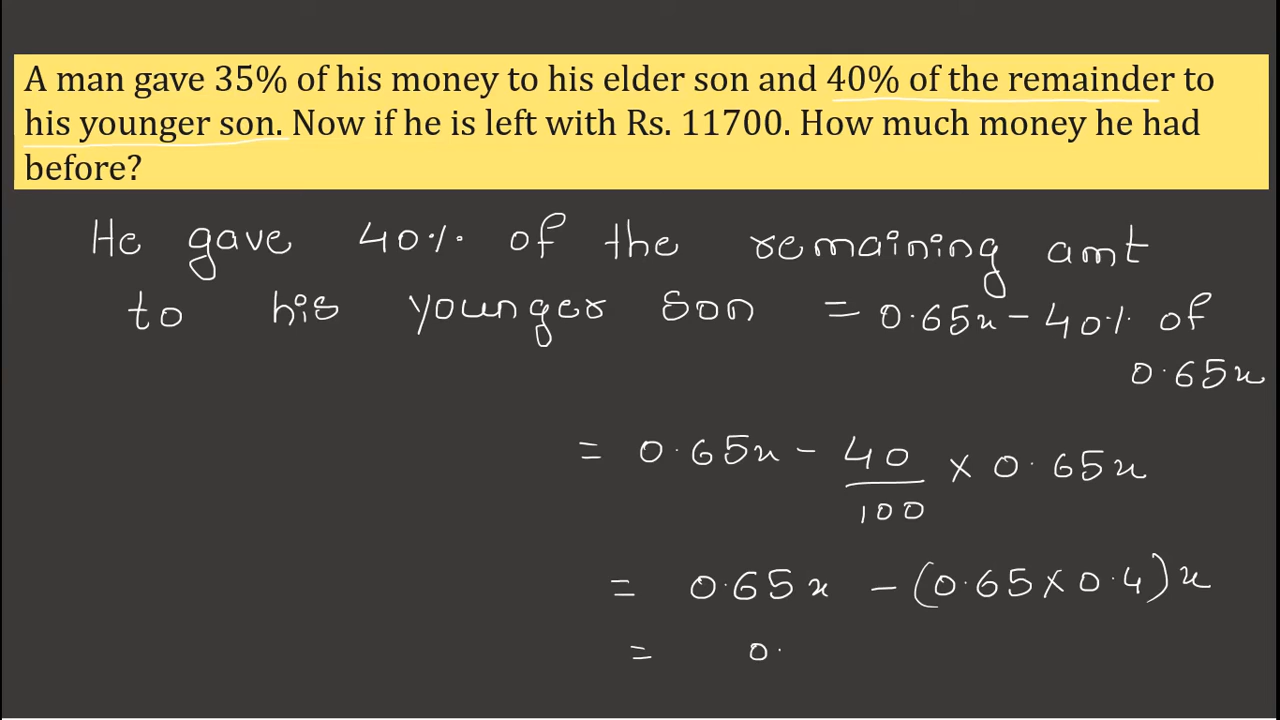 A man gave 35% of his money to his elder son and 40% of the remainder to
his younger son. Now if he is left with Rs. 11700. How much money he had
before?
He gave 40% of the remaining amt
to his younger son = 0.65x - 40% of
0.65x
= 0.65x - 40/100 × 0.65x
= 0.65x - (0.65×0.4)x
= 0.